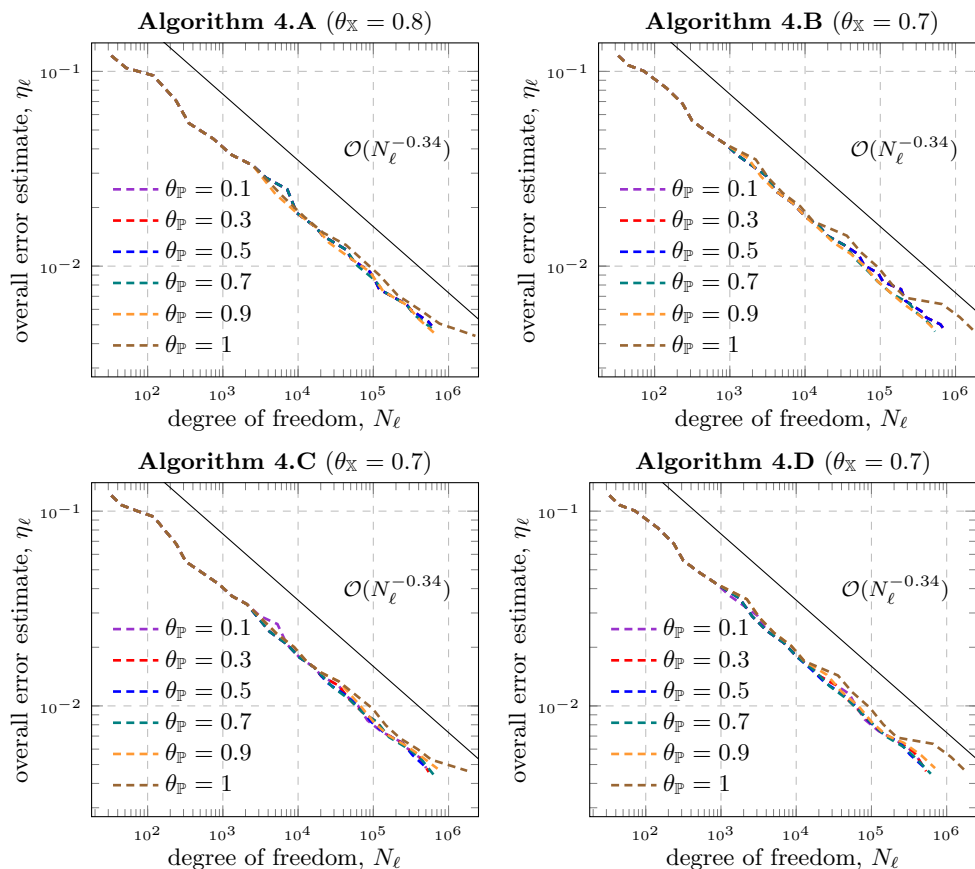 Algorithm 4.A (θ𝕏 = 0.8)
overall error estimate, ηℓ
10⁻¹
10⁻²
𝒪(Nℓ^−0.34)
θℙ = 0.1
θℙ = 0.3
θℙ = 0.5
θℙ = 0.7
θℙ = 0.9
θℙ = 1
10² 10³ 10⁴ 10⁵ 10⁶
degree of freedom, Nℓ
Algorithm 4.B (θ𝕏 = 0.7)
overall error estimate, ηℓ
10⁻¹
10⁻²
𝒪(Nℓ^−0.34)
θℙ = 0.1
θℙ = 0.3
θℙ = 0.5
θℙ = 0.7
θℙ = 0.9
θℙ = 1
10² 10³ 10⁴ 10⁵ 10⁶
degree of freedom, Nℓ
Algorithm 4.C (θ𝕏 = 0.7)
overall error estimate, ηℓ
10⁻¹
10⁻²
𝒪(Nℓ^−0.34)
θℙ = 0.1
θℙ = 0.3
θℙ = 0.5
θℙ = 0.7
θℙ = 0.9
θℙ = 1
10² 10³ 10⁴ 10⁵ 10⁶
degree of freedom, Nℓ
Algorithm 4.D (θ𝕏 = 0.7)
overall error estimate, ηℓ
10⁻¹
10⁻²
𝒪(Nℓ^−0.34)
θℙ = 0.1
θℙ = 0.3
θℙ = 0.5
θℙ = 0.7
θℙ = 0.9
θℙ = 1
10² 10³ 10⁴ 10⁵ 10⁶
degree of freedom, Nℓ